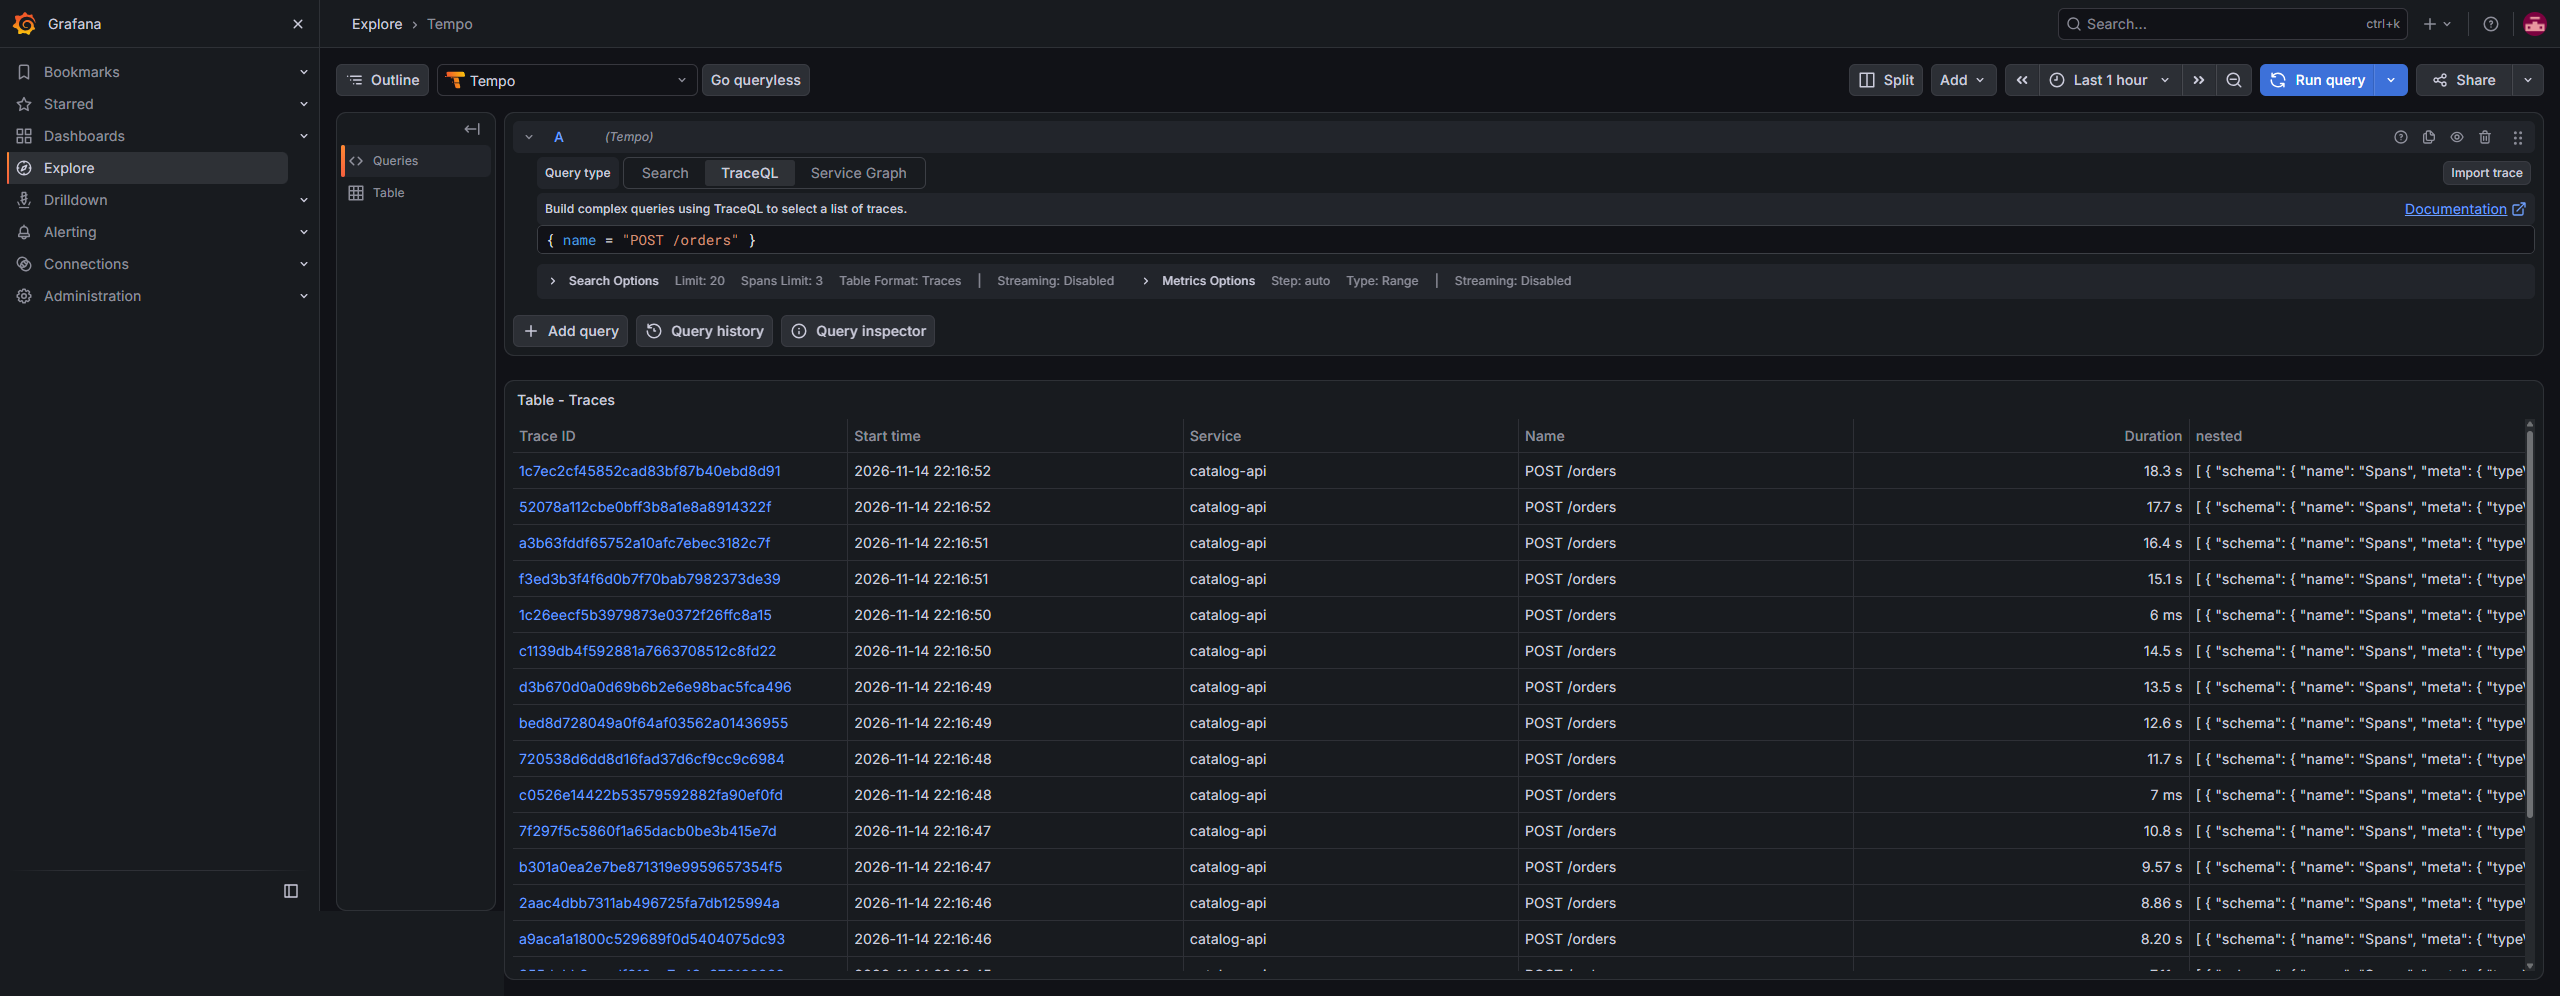 Grafana
Explore › Tempo
Search... ctrl+k
Bookmarks
Starred
Dashboards
Explore
Drilldown
Alerting
Connections
Administration
Outline Tempo Go queryless Split Add Last 1 hour Run query Share
Queries
Table
A (Tempo)
Query type Search TraceQL Service Graph Import trace
Build complex queries using TraceQL to select a list of traces. Documentation
{ name = "POST /orders" }
Search Options Limit: 20 Spans Limit: 3 Table Format: Traces | Streaming: Disabled Metrics Options Step: auto Type: Range | Streaming: Disabled
Add query Query history Query inspector
Table - Traces
Trace ID Start time Service Name Duration nested
1c7ec2cf45852cad83bf87b40ebd8d91 2026-11-14 22:16:52 catalog-api POST /orders 18.3 s [ { "schema": { "name": "Spans", "meta": { "type
52078a112cbe0bff3b8a1e8a8914322f 2026-11-14 22:16:52 catalog-api POST /orders 17.7 s [ { "schema": { "name": "Spans", "meta": { "type
a3b63fddf65752a10afc7ebec3182c7f 2026-11-14 22:16:51 catalog-api POST /orders 16.4 s [ { "schema": { "name": "Spans", "meta": { "type
f3ed3b3f4f6d0b7f70bab7982373de39 2026-11-14 22:16:51 catalog-api POST /orders 15.1 s [ { "schema": { "name": "Spans", "meta": { "type
1c26eecf5b3979873e0372f26ffc8a15 2026-11-14 22:16:50 catalog-api POST /orders 6 ms [ { "schema": { "name": "Spans", "meta": { "type
c1139db4f592881a7663708512c8fd22 2026-11-14 22:16:50 catalog-api POST /orders 14.5 s [ { "schema": { "name": "Spans", "meta": { "type
d3b670d0a0d69b6b2e6e98bac5fca496 2026-11-14 22:16:49 catalog-api POST /orders 13.5 s [ { "schema": { "name": "Spans", "meta": { "type
bed8d728049a0f64af03562a01436955 2026-11-14 22:16:49 catalog-api POST /orders 12.6 s [ { "schema": { "name": "Spans", "meta": { "type
720538d6dd8d16fad37d6cf9cc9c6984 2026-11-14 22:16:48 catalog-api POST /orders 11.7 s [ { "schema": { "name": "Spans", "meta": { "type
c0526e14422b53579592882fa90ef0fd 2026-11-14 22:16:48 catalog-api POST /orders 7 ms [ { "schema": { "name": "Spans", "meta": { "type
7f297f5c5860f1a65dacb0be3b415e7d 2026-11-14 22:16:47 catalog-api POST /orders 10.8 s [ { "schema": { "name": "Spans", "meta": { "type
b301a0ea2e7be871319e9959657354f5 2026-11-14 22:16:47 catalog-api POST /orders 9.57 s [ { "schema": { "name": "Spans", "meta": { "type
2aac4dbb7311ab496725fa7db125994a 2026-11-14 22:16:46 catalog-api POST /orders 8.86 s [ { "schema": { "name": "Spans", "meta": { "type
a9aca1a1800c529689f0d5404075dc93 2026-11-14 22:16:46 catalog-api POST /orders 8.20 s [ { "schema": { "name": "Spans", "meta": { "type